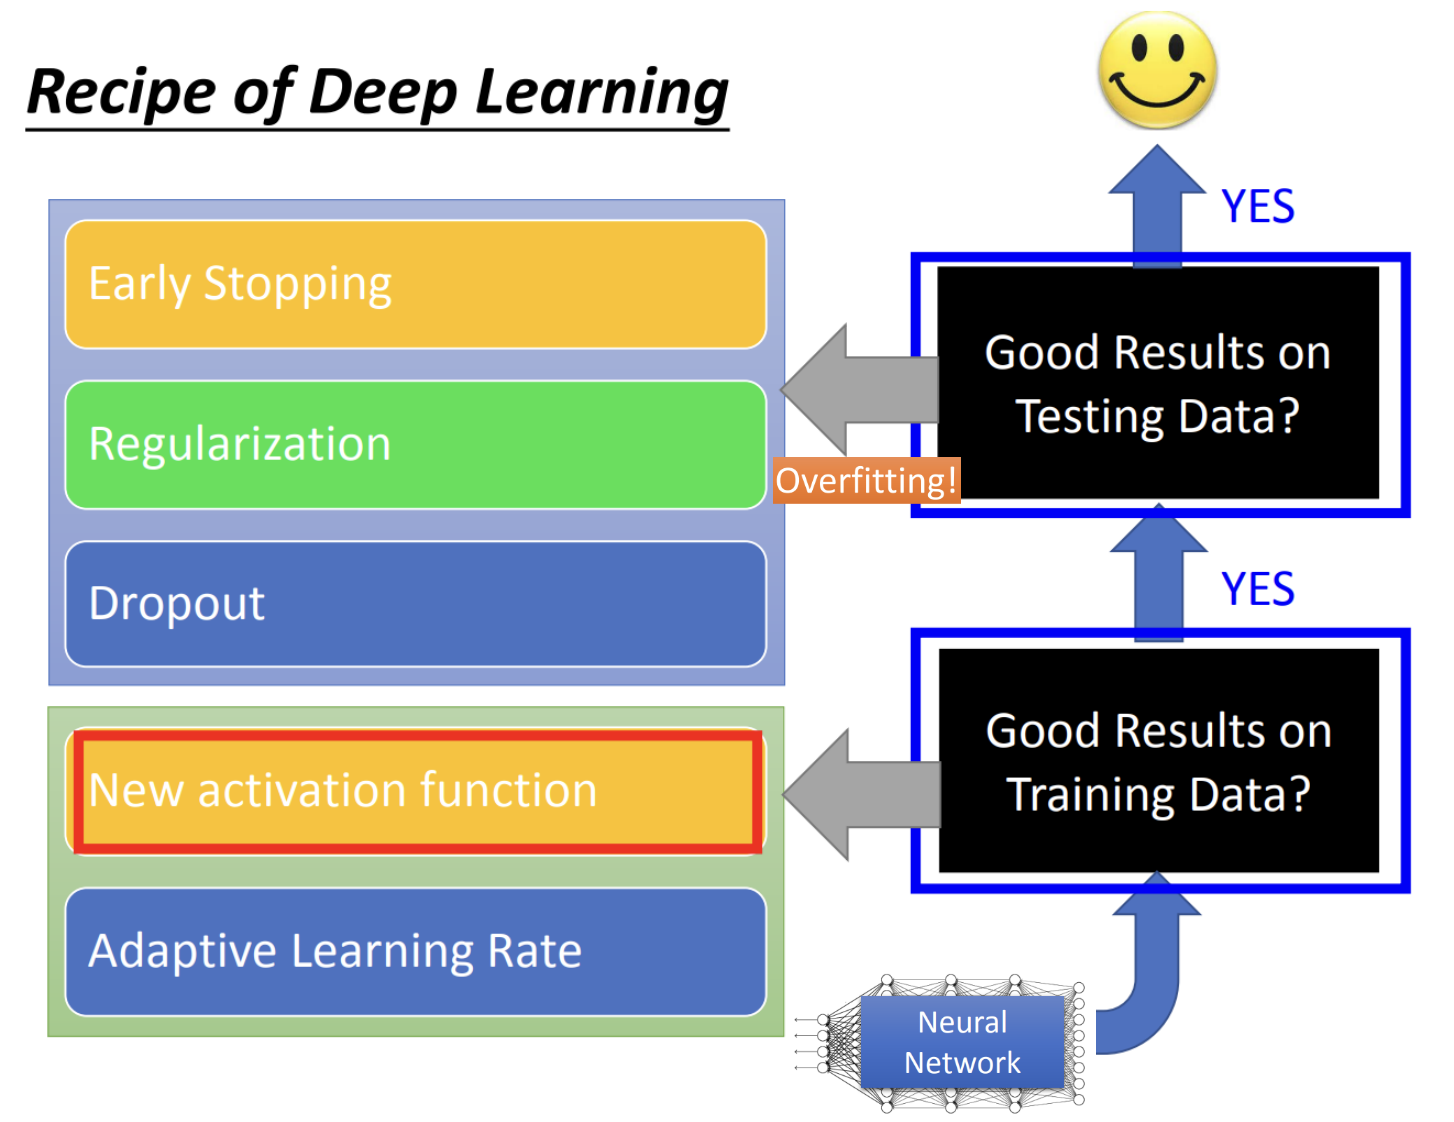 Recipe of Deep Learning
YES
Early Stopping
Good Results on
Testing Data?
Regularization
Overfitting!
Dropout
YES
New activation function
Good Results on
Training Data?
Adaptive Learning Rate
Neural
Network